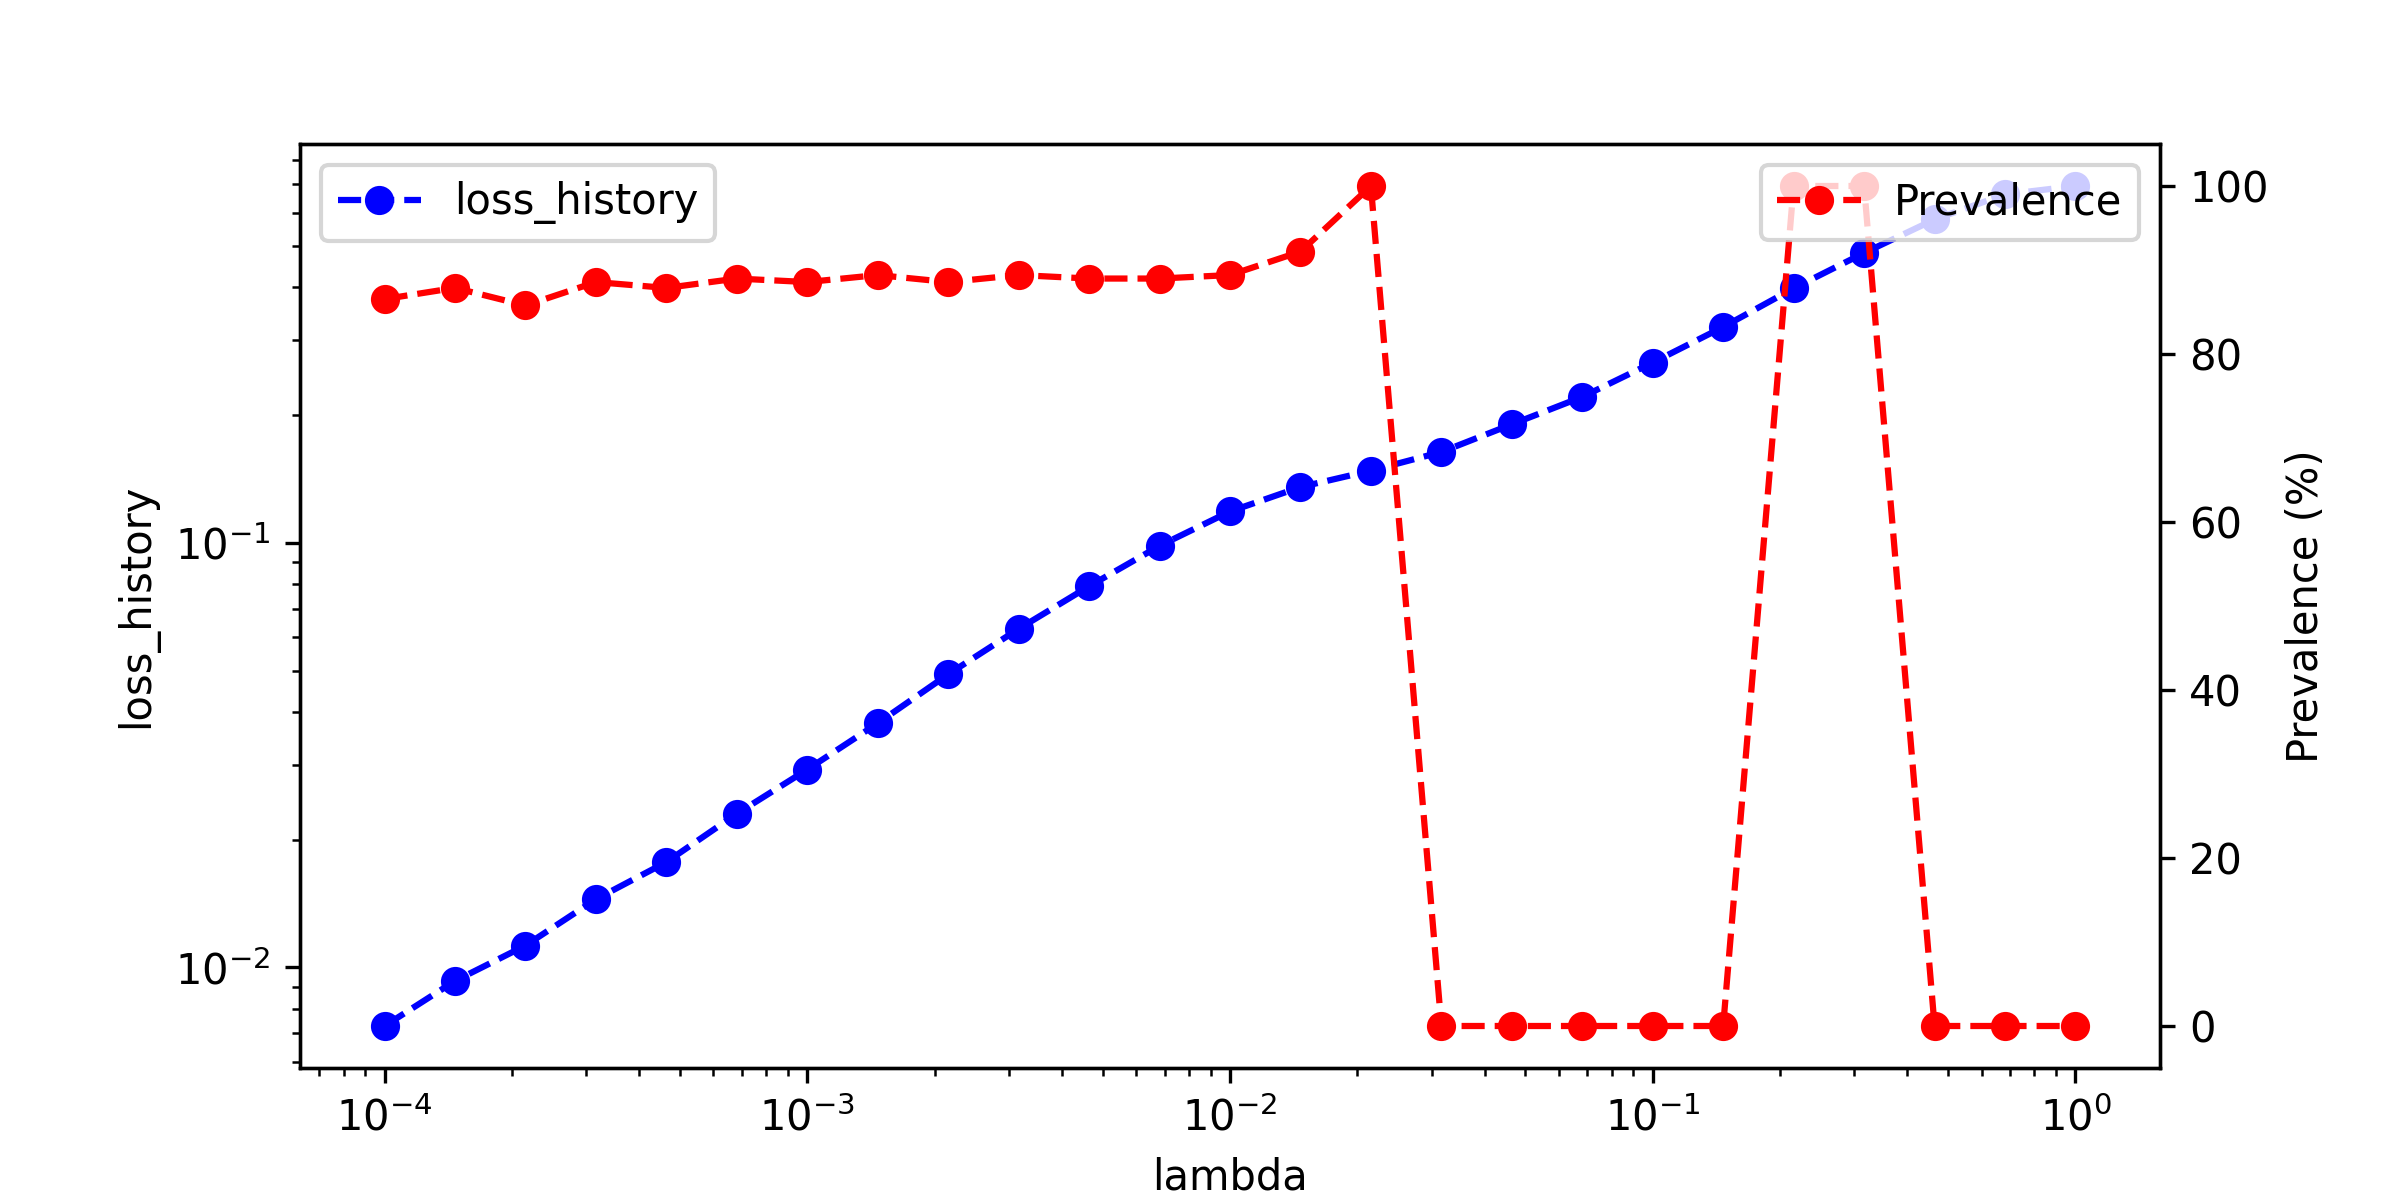 loss_history
Prevalence
loss_history
10⁻¹
10⁻²
100
80
60
40
20
0
Prevalence (%)
10⁻⁴
10⁻³
10⁻²
10⁻¹
10⁰
lambda